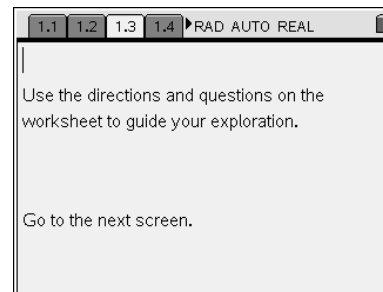 1.1 1.2 1.3 1.4 RAD AUTO REAL
Use the directions and questions on the
worksheet to guide your exploration.
Go to the next screen.